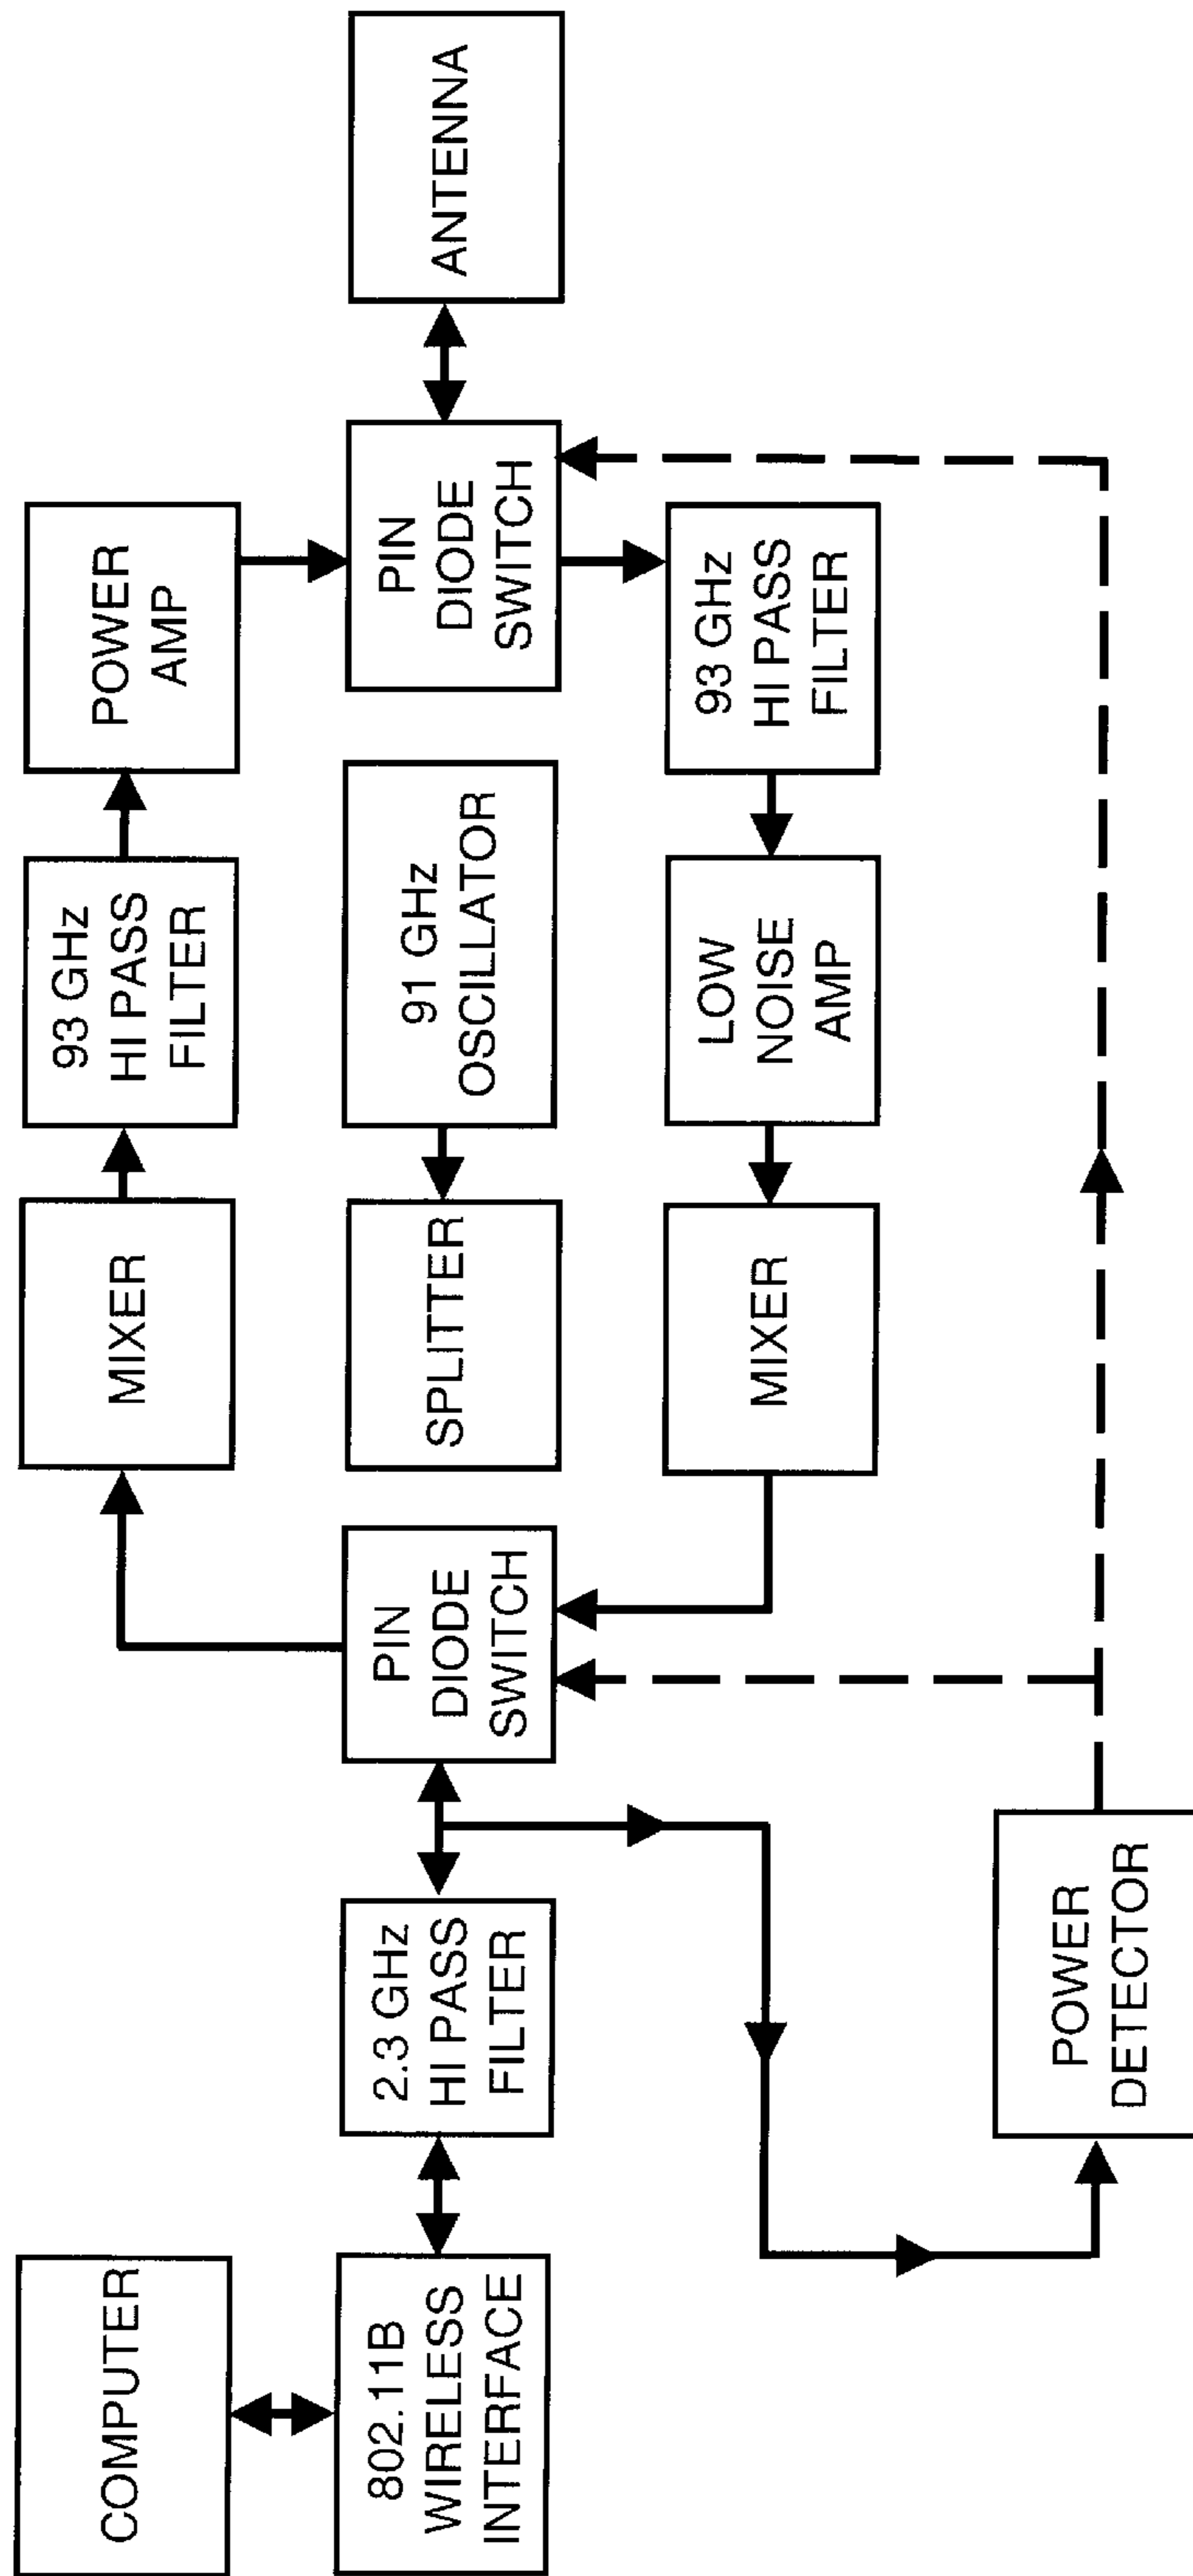 COMPUTER
802.11B
WIRELESS
INTERFACE
2.3 GHz
HI PASS
FILTER
PIN
DIODE
SWITCH
MIXER
93 GHz
HI PASS
FILTER
POWER
AMP
SPLITTER
91 GHz
OSCILLATOR
PIN
DIODE
SWITCH
ANTENNA
MIXER
LOW
NOISE
AMP
93 GHz
HI PASS
FILTER
POWER
DETECTOR